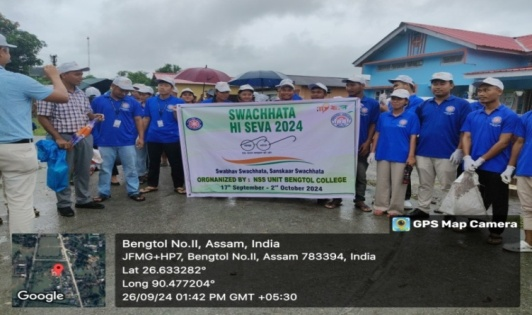 SWACHHATA
HI SEVA 2024
Swabhav Swachhata, Sanskaar Swachhata
ORGNANIZED BY : NSS UNIT BENGTOL COLLEGE
17th September - 2nd October 2024
GPS Map Camera
Bengtol No.II, Assam, India
JFMG+HP7, Bengtol No.II, Assam 783394, India
Lat 26.633282°
Long 90.477204°
26/09/24 01:42 PM GMT +05:30
Google